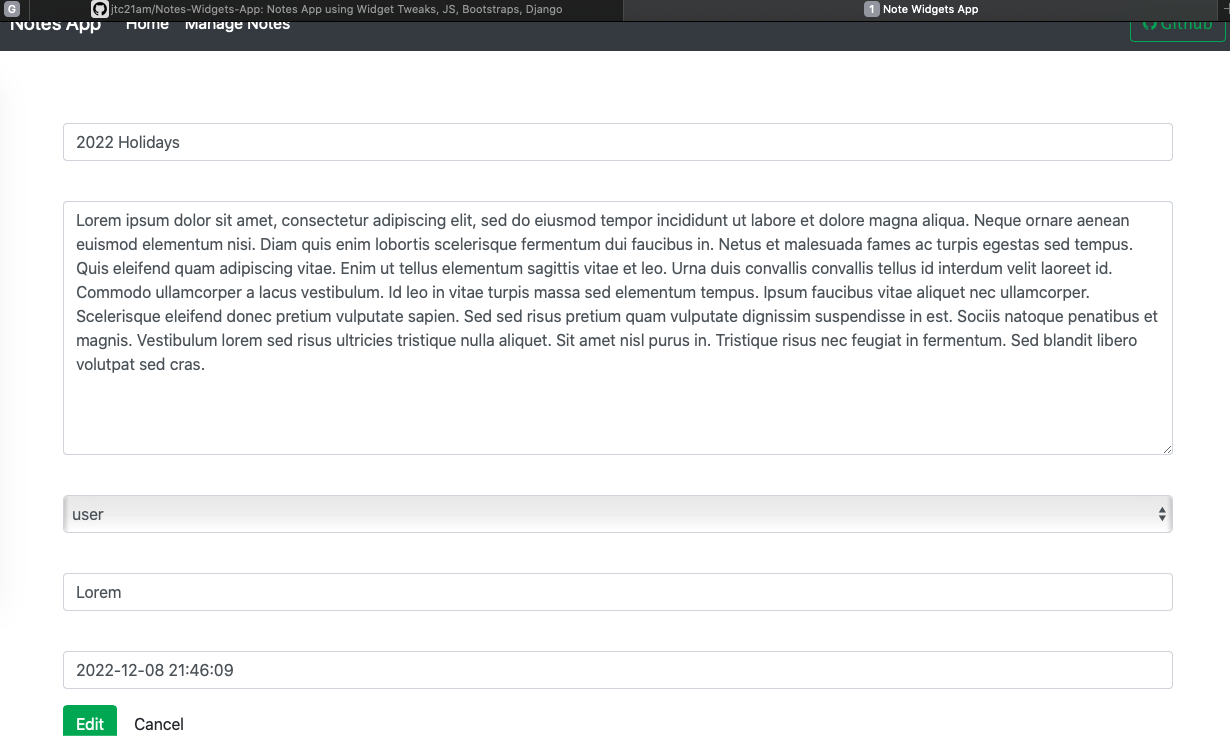 G
jtc21am/Notes-Widgets-App: Notes App using Widget Tweaks, JS, Bootstraps, Django
1 Note Widgets App
Notes App Home Manage Notes Github
2022 Holidays
Lorem ipsum dolor sit amet, consectetur adipiscing elit, sed do eiusmod tempor incididunt ut labore et dolore magna aliqua. Neque ornare aenean
euismod elementum nisi. Diam quis enim lobortis scelerisque fermentum dui faucibus in. Netus et malesuada fames ac turpis egestas sed tempus.
Quis eleifend quam adipiscing vitae. Enim ut tellus elementum sagittis vitae et leo. Urna duis convallis convallis tellus id interdum velit laoreet id.
Commodo ullamcorper a lacus vestibulum. Id leo in vitae turpis massa sed elementum tempus. Ipsum faucibus vitae aliquet nec ullamcorper.
Scelerisque eleifend donec pretium vulputate sapien. Sed sed risus pretium quam vulputate dignissim suspendisse in est. Sociis natoque penatibus et
magnis. Vestibulum lorem sed risus ultricies tristique nulla aliquet. Sit amet nisl purus in. Tristique risus nec feugiat in fermentum. Sed blandit libero
volutpat sed cras.
user
Lorem
2022-12-08 21:46:09
Edit Cancel